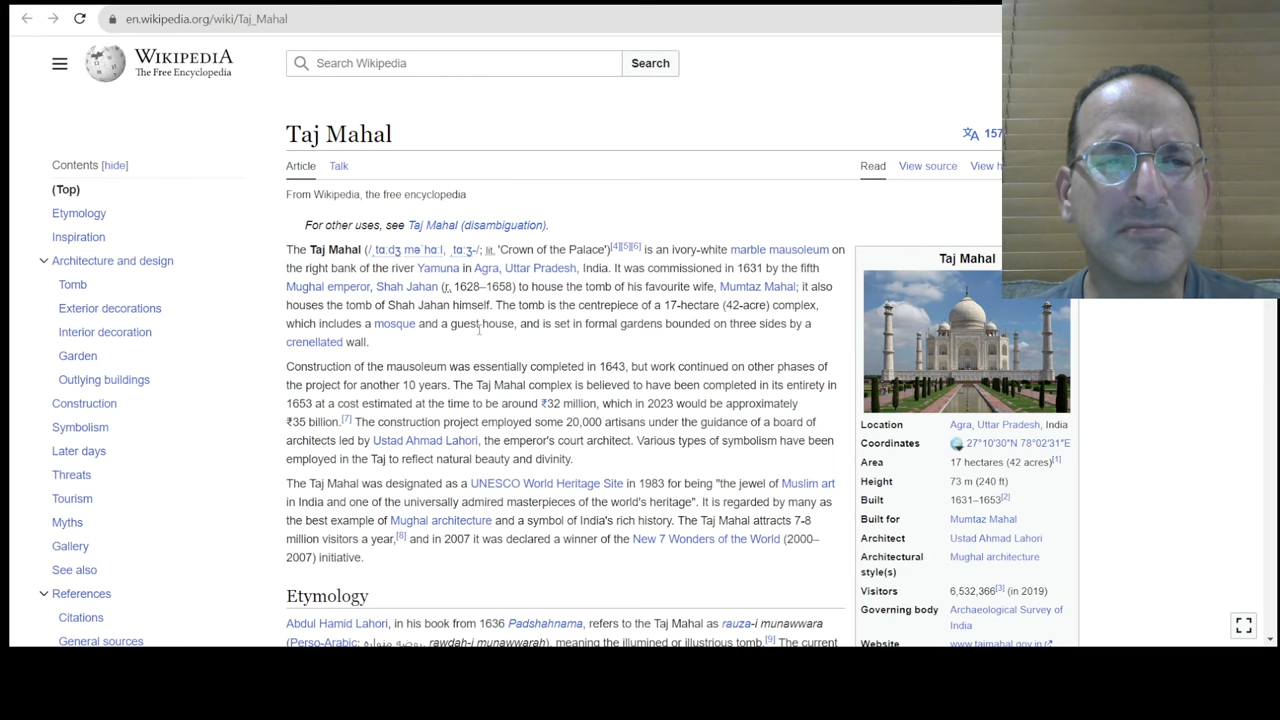 en.wikipedia.org/wiki/Taj_Mahal
WIKIPEDIA
The Free Encyclopedia
Search Wikipedia
Search
Taj Mahal
157
Article
Talk
Read
View source
View h
From Wikipedia, the free encyclopedia
For other uses, see Taj Mahal (disambiguation).
Contents [hide]
(Top)
Etymology
Inspiration
Architecture and design
Tomb
Exterior decorations
Interior decoration
Garden
Outlying buildings
Construction
Symbolism
Later days
Threats
Tourism
Myths
Gallery
See also
References
Citations
General sources
The Taj Mahal (/ˌtɑːdʒ məˈhɑːl, ˌtɑːʒ-/; lit. 'Crown of the Palace')[4][5][6] is an ivory-white marble mausoleum on
the right bank of the river Yamuna in Agra, Uttar Pradesh, India. It was commissioned in 1631 by the fifth
Mughal emperor, Shah Jahan (r. 1628–1658) to house the tomb of his favourite wife, Mumtaz Mahal; it also
houses the tomb of Shah Jahan himself. The tomb is the centrepiece of a 17-hectare (42-acre) complex,
which includes a mosque and a guest house, and is set in formal gardens bounded on three sides by a
crenellated wall.
Construction of the mausoleum was essentially completed in 1643, but work continued on other phases of
the project for another 10 years. The Taj Mahal complex is believed to have been completed in its entirety in
1653 at a cost estimated at the time to be around ₹32 million, which in 2023 would be approximately
₹35 billion.[7] The construction project employed some 20,000 artisans under the guidance of a board of
architects led by Ustad Ahmad Lahori, the emperor's court architect. Various types of symbolism have been
employed in the Taj to reflect natural beauty and divinity.
The Taj Mahal was designated as a UNESCO World Heritage Site in 1983 for being "the jewel of Muslim art
in India and one of the universally admired masterpieces of the world's heritage". It is regarded by many as
the best example of Mughal architecture and a symbol of India's rich history. The Taj Mahal attracts 7-8
million visitors a year,[8] and in 2007 it was declared a winner of the New 7 Wonders of the World (2000–
2007) initiative.
Etymology
Abdul Hamid Lahori, in his book from 1636 Padshahnama, refers to the Taj Mahal as rauza-i munawwara
(Perso-Arabic: rawdah-i munawwarah), meaning the illumined or illustrious tomb.[9] The current
Taj Mahal
Location Agra, Uttar Pradesh, India
Coordinates 27°10′30″N 78°02′31″E
Area 17 hectares (42 acres)[1]
Height 73 m (240 ft)
Built 1631–1653[2]
Built for Mumtaz Mahal
Architect Ustad Ahmad Lahori
Architectural Mughal architecture
style(s)
Visitors 6,532,366[3] (in 2019)
Governing body Archaeological Survey of
India
Website www.tajmahal.gov.in